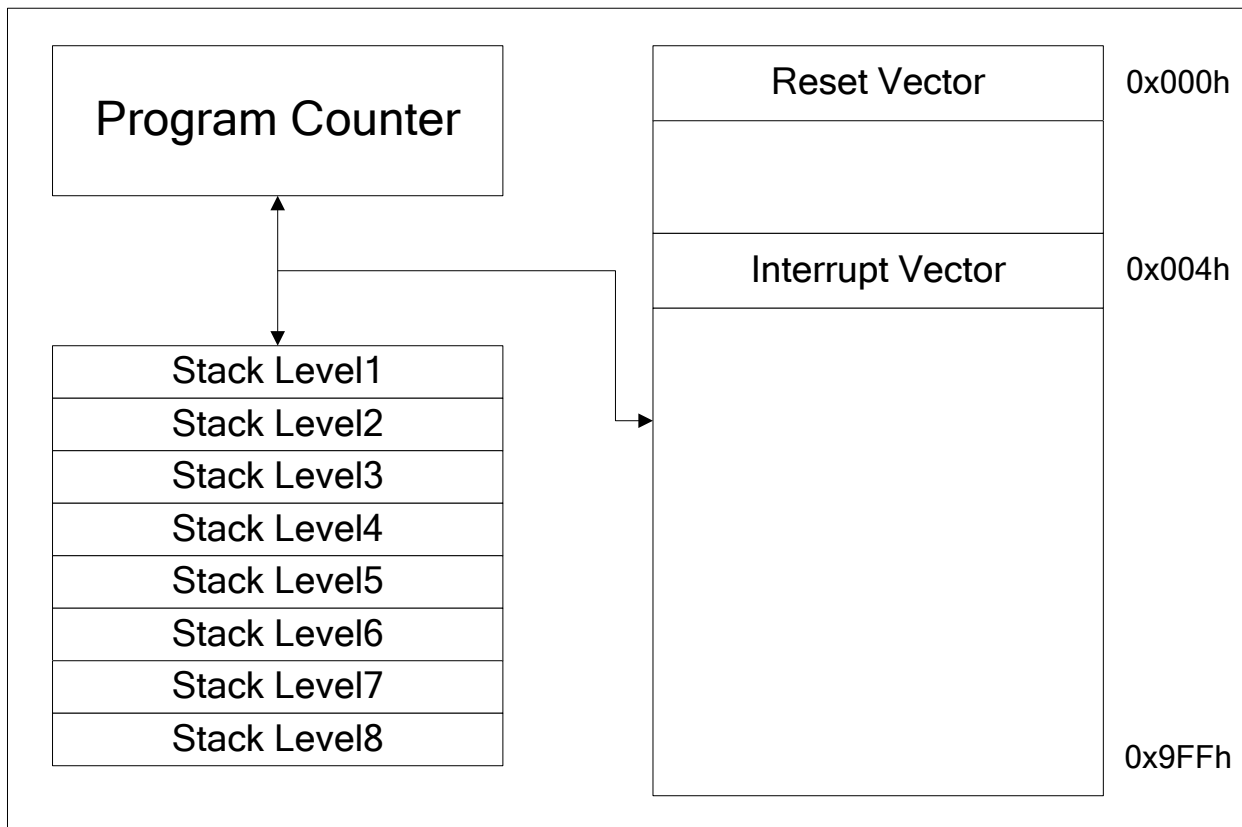 Program Counter
Stack Level1
Stack Level2
Stack Level3
Stack Level4
Stack Level5
Stack Level6
Stack Level7
Stack Level8
Reset Vector 0x000h
Interrupt Vector 0x004h
0x9FFh